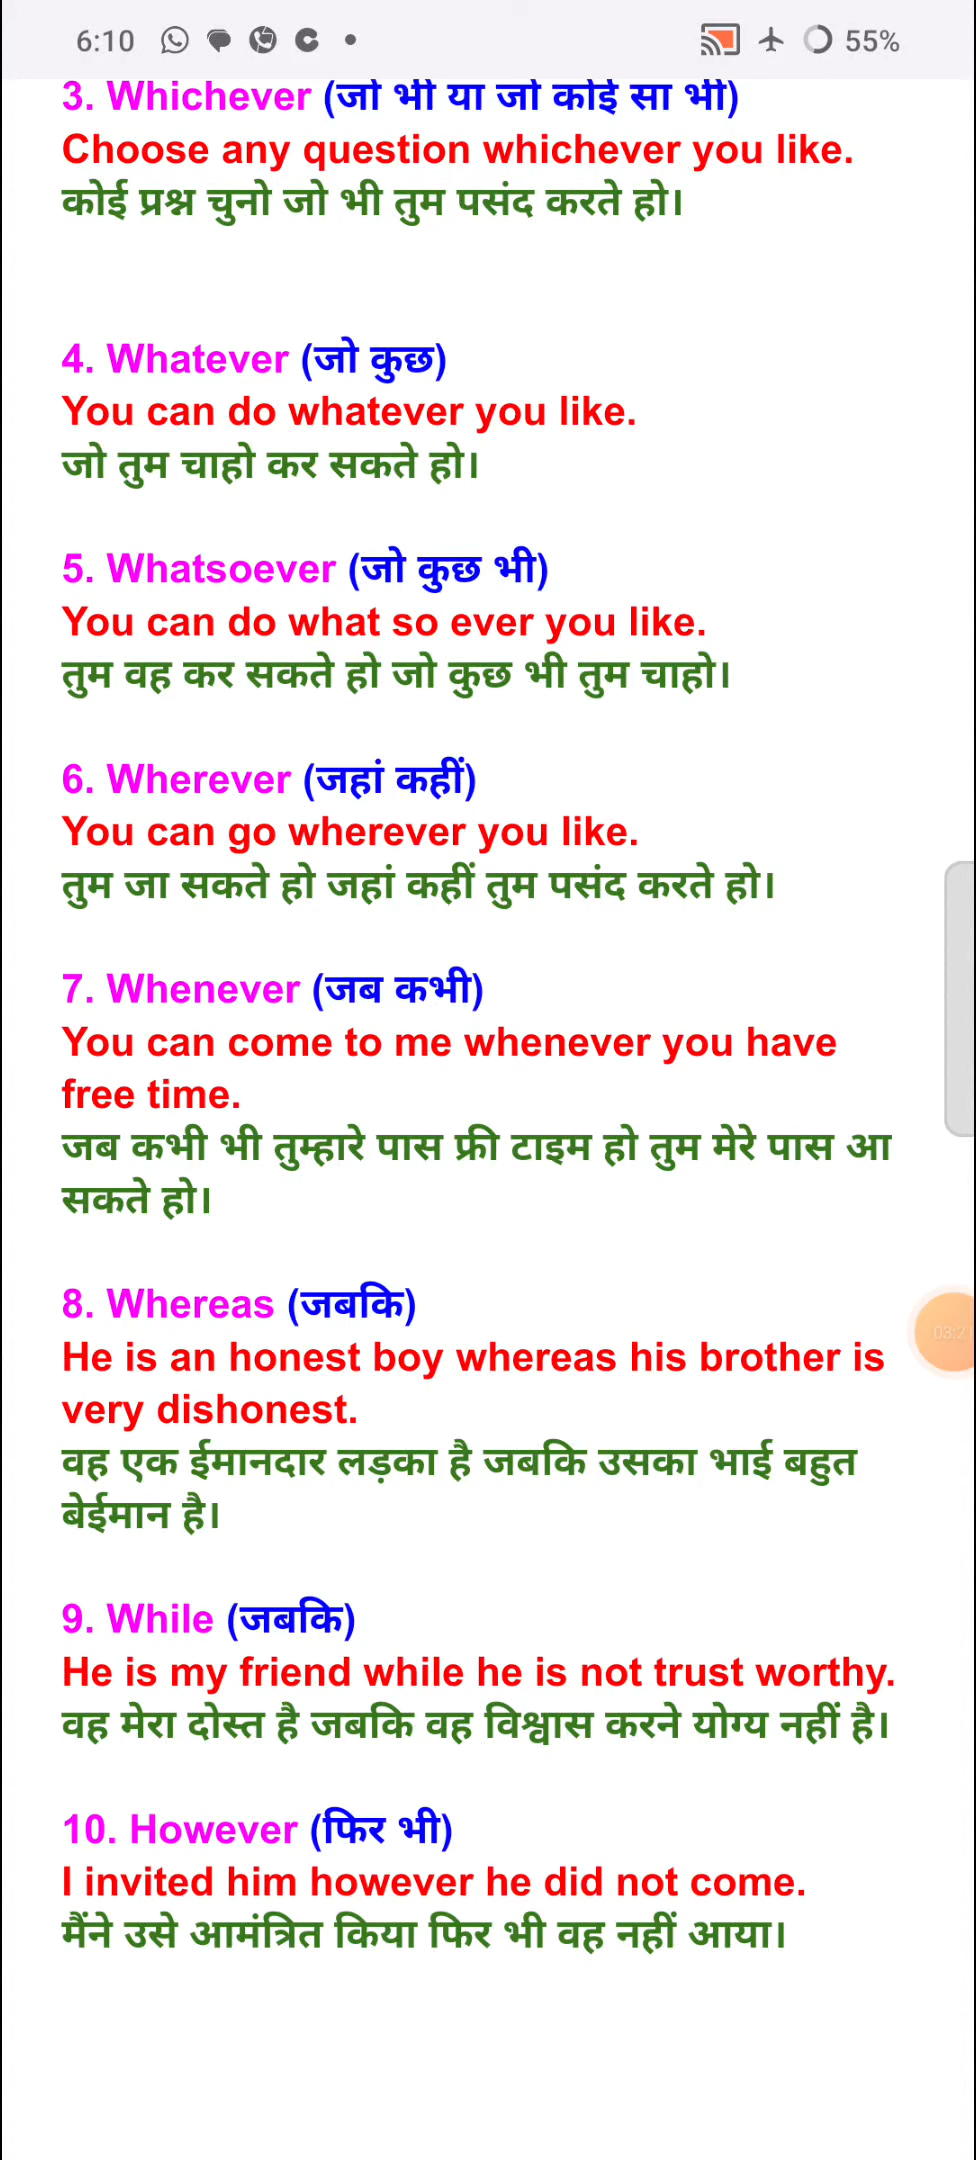 6:10 55%
3. Whichever (जो भी या जो कोई सा भी)
Choose any question whichever you like.
कोई प्रश्न चुनो जो भी तुम पसंद करते हो।
4. Whatever (जो कुछ)
You can do whatever you like.
जो तुम चाहो कर सकते हो।
5. Whatsoever (जो कुछ भी)
You can do what so ever you like.
तुम वह कर सकते हो जो कुछ भी तुम चाहो।
6. Wherever (जहां कहीं)
You can go wherever you like.
तुम जा सकते हो जहां कहीं तुम पसंद करते हो।
7. Whenever (जब कभी)
You can come to me whenever you have
free time.
जब कभी भी तुम्हारे पास फ्री टाइम हो तुम मेरे पास आ
सकते हो।
8. Whereas (जबकि)
He is an honest boy whereas his brother is
very dishonest.
वह एक ईमानदार लड़का है जबकि उसका भाई बहुत
बेईमान है।
9. While (जबकि)
He is my friend while he is not trust worthy.
वह मेरा दोस्त है जबकि वह विश्वास करने योग्य नहीं है।
10. However (फिर भी)
I invited him however he did not come.
मैंने उसे आमंत्रित किया फिर भी वह नहीं आया।